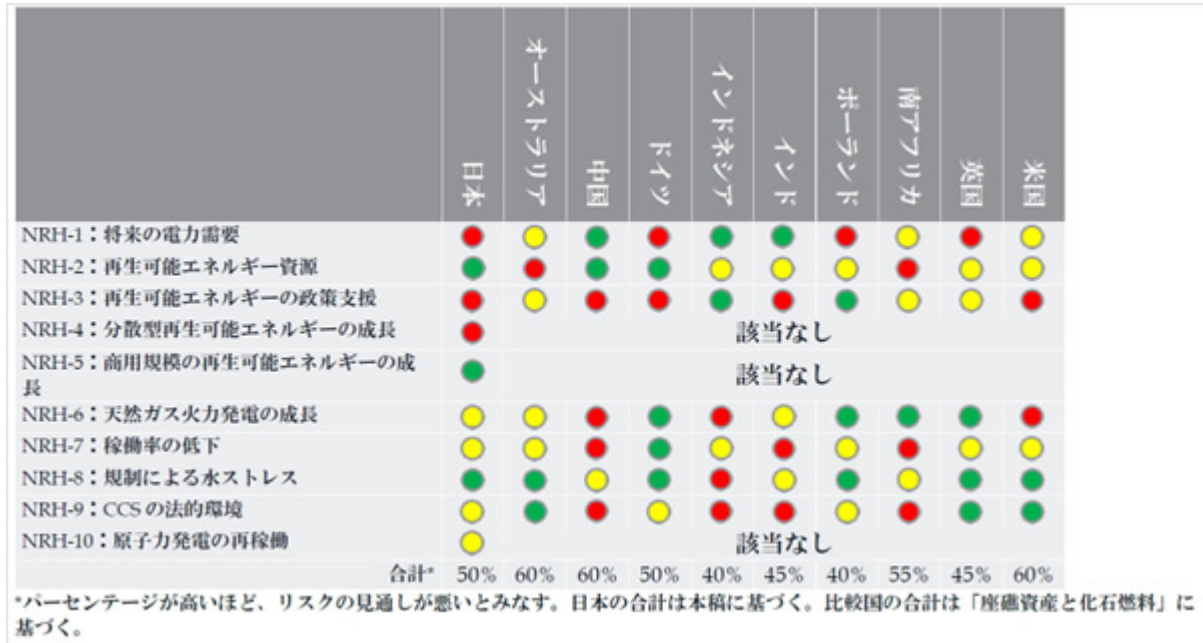 日本 オーストラリア 中国 ドイツ インドネシア インド ポーランド 南アフリカ 英国 米国
NRH-1：将来の電力需要
NRH-2：再生可能エネルギー資源
NRH-3：再生可能エネルギーの政策支援
NRH-4：分散型再生可能エネルギーの成長 該当なし
NRH-5：商用規模の再生可能エネルギーの成
長 該当なし
NRH-6：天然ガス火力発電の成長
NRH-7：稼働率の低下
NRH-8：規制による水ストレス
NRH-9：CCS の法的環境
NRH-10：原子力発電の再稼働 該当なし
合計* 50% 60% 60% 50% 40% 45% 40% 55% 45% 60%
*パーセンテージが高いほど、リスクの見通しが悪いとみなす。日本の合計は本稿に基づく。比較国の合計は「座礁資産と化石燃料」に
基づく。